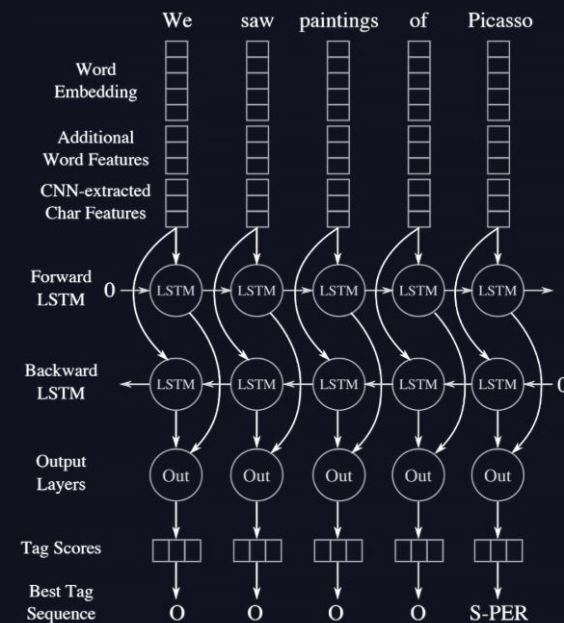 We saw paintings of Picasso
Word
Embedding
Additional
Word Features
CNN-extracted
Char Features
Forward
LSTM
0 LSTM LSTM LSTM LSTM LSTM
Backward
LSTM
LSTM LSTM LSTM LSTM LSTM 0
Output
Layers
Out Out Out Out Out
Tag Scores
Best Tag
Sequence
O O O O S-PER